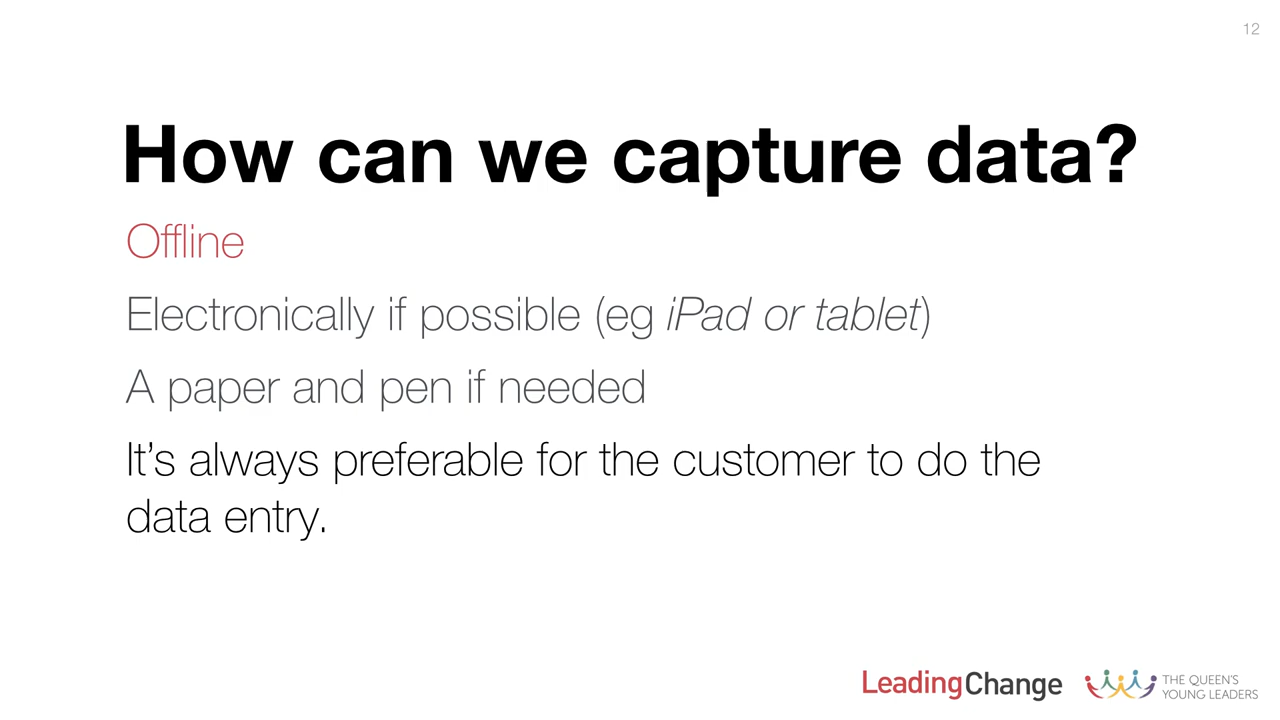 12
How can we capture data?
Offline
Electronically if possible (eg iPad or tablet)
A paper and pen if needed
It’s always preferable for the customer to do the
data entry.
LeadingChange
THE QUEEN'S
YOUNG LEADERS